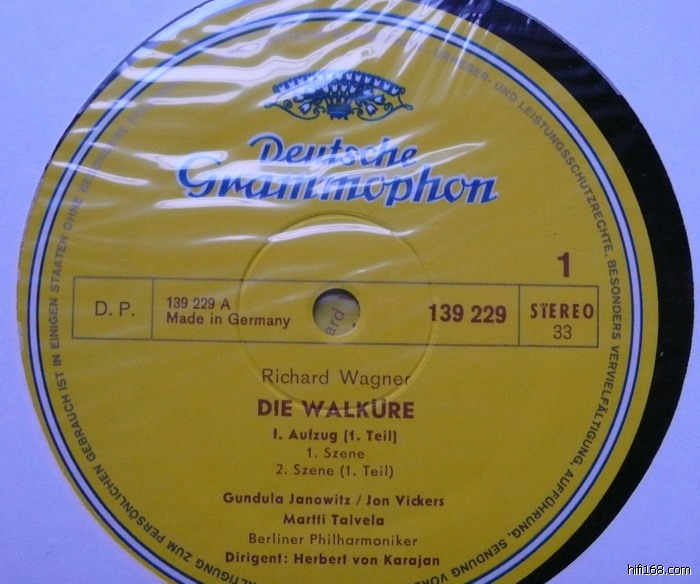 URHEBER- UND LEISTUNGSSCHUTZRECHTE, BESONDERS VERVIELFÄLTIGUNG, AUFFÜHRUNG, SENDUNG
ZUM PERSÖNLICHEN GEBRAUCH IST IN EINIGEN STAATEN OHNE BESONDERE
Deutsche
Grammophon
1
D. P.
139 229 A
Made in Germany
139 229
STEREO
33
Richard Wagner
DIE WALKÜRE
I. Aufzug (1. Teil)
1. Szene
2. Szene (1. Teil)
Gundula Janowitz / Jon Vickers
Martti Talvela
Berliner Philharmoniker
Dirigent: Herbert von Karajan
hifi168.com